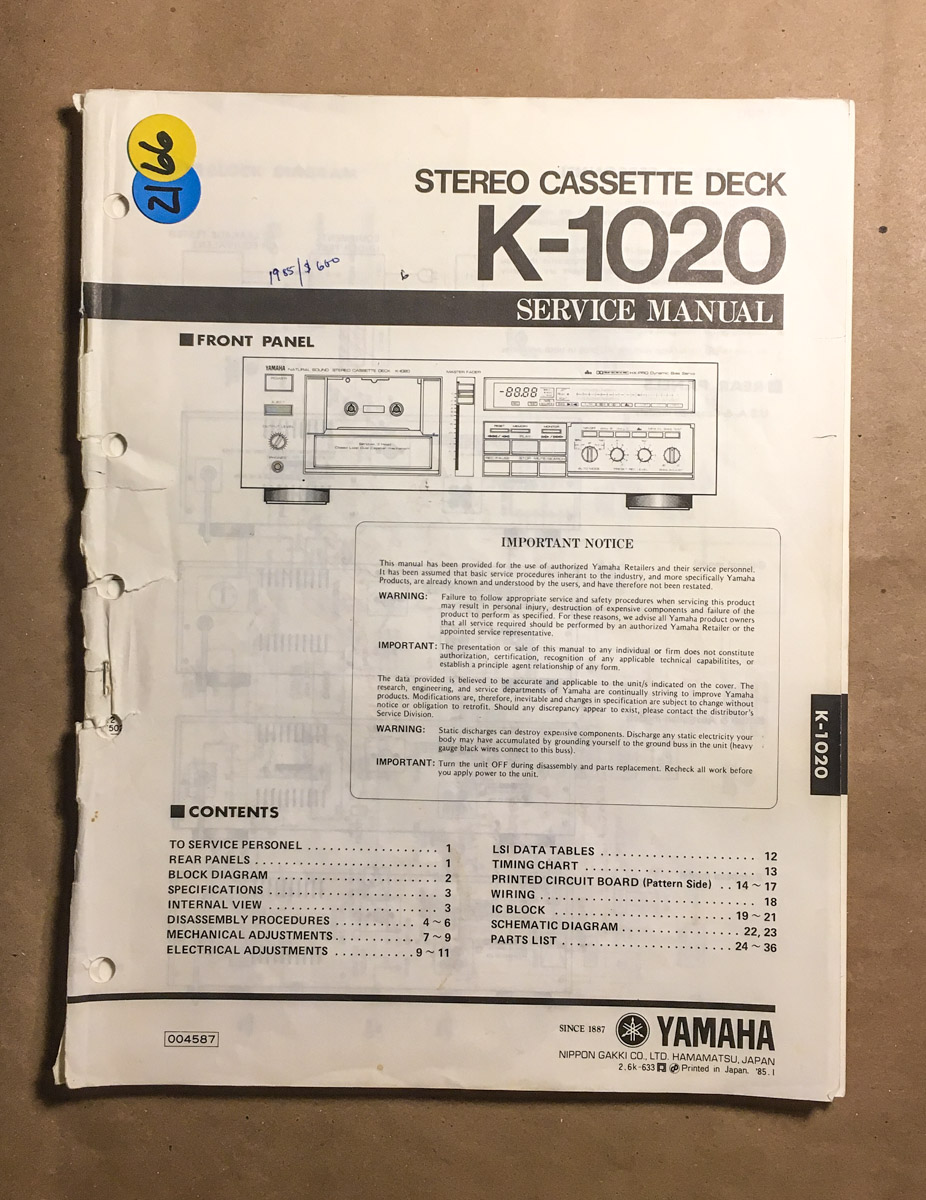 2166
STEREO CASSETTE DECK
K-1020
1985/$600
SERVICE MANUAL
■FRONT PANEL
YAMAHA NATURAL SOUND STEREO CASSETTE DECK K-1020
MASTER FADER
-88.88
IMPORTANT NOTICE
This manual has been provided for the use of authorized Yamaha Retailers and their service personnel.
It has been assumed that basic service procedures inherant to the industry, and more specifically Yamaha
Products, are already known and understood by the users, and have therefore not been restated.
WARNING: Failure to follow appropriate service and safety procedures when servicing this product
may result in personal injury, destruction of expensive components and failure of the
product to perform as specified. For these reasons, we advise all Yamaha product owners
that all service required should be performed by an authorized Yamaha Retailer or the
appointed service representative.
IMPORTANT: The presentation or sale of this manual to any individual or firm does not constitute
authorization, certification, recognition of any applicable technical capabilitites, or
establish a principle agent relationship of any form.
The data provided is believed to be accurate and applicable to the unit/s indicated on the cover. The
research, engineering, and service departments of Yamaha are continually striving to improve Yamaha
products. Modifications are, therefore, inevitable and changes in specification are subject to change without
notice or obligation to retrofit. Should any discrepancy appear to exist, please contact the distributor's
Service Division.
WARNING: Static discharges can destroy expensive components. Discharge any static electricity your
body may have accumulated by grounding yourself to the ground buss in the unit (heavy
gauge black wires connect to this buss).
IMPORTANT: Turn the unit OFF during disassembly and parts replacement. Recheck all work before
you apply power to the unit.
K-1020
■CONTENTS
TO SERVICE PERSONEL . . . . . . . . . . . . . . . . . . 1
REAR PANELS . . . . . . . . . . . . . . . . . . . . . . . . . 1
BLOCK DIAGRAM . . . . . . . . . . . . . . . . . . . . . . 2
SPECIFICATIONS . . . . . . . . . . . . . . . . . . . . . . . 3
INTERNAL VIEW . . . . . . . . . . . . . . . . . . . . . . . 3
DISASSEMBLY PROCEDURES . . . . . . . . . . . . 4 ~ 6
MECHANICAL ADJUSTMENTS . . . . . . . . . . . 7 ~ 9
ELECTRICAL ADJUSTMENTS . . . . . . . . . . . 9 ~ 11
LSI DATA TABLES . . . . . . . . . . . . . . . . . . . . . . 12
TIMING CHART . . . . . . . . . . . . . . . . . . . . . . . . 13
PRINTED CIRCUIT BOARD (Pattern Side) . . 14 ~ 17
WIRING . . . . . . . . . . . . . . . . . . . . . . . . . . . . . . 18
IC BLOCK . . . . . . . . . . . . . . . . . . . . . . . . . 19 ~ 21
SCHEMATIC DIAGRAM . . . . . . . . . . . . . . . . 22, 23
PARTS LIST . . . . . . . . . . . . . . . . . . . . . . . 24 ~ 36
004587
SINCE 1887 YAMAHA
NIPPON GAKKI CO., LTD. HAMAMATSU, JAPAN
2.6k-633 Printed in Japan. '85.1